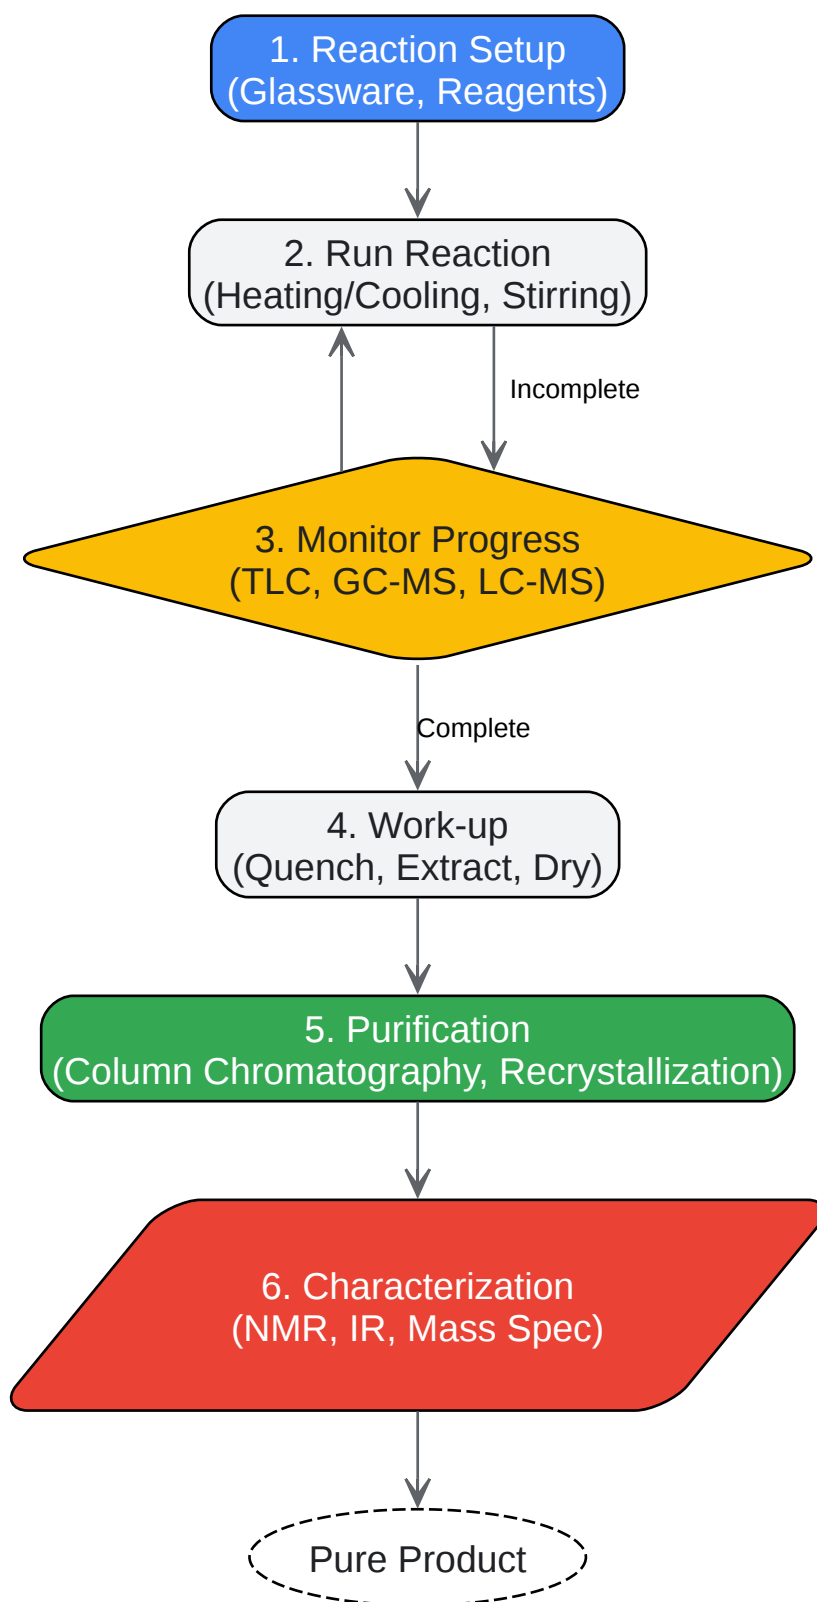 1. Reaction Setup
(Glassware, Reagents)
2. Run Reaction
(Heating/Cooling, Stirring)
Incomplete
3. Monitor Progress
(TLC, GC-MS, LC-MS)
Complete
4. Work-up
(Quench, Extract, Dry)
5. Purification
(Column Chromatography, Recrystallization)
6. Characterization
(NMR, IR, Mass Spec)
Pure Product